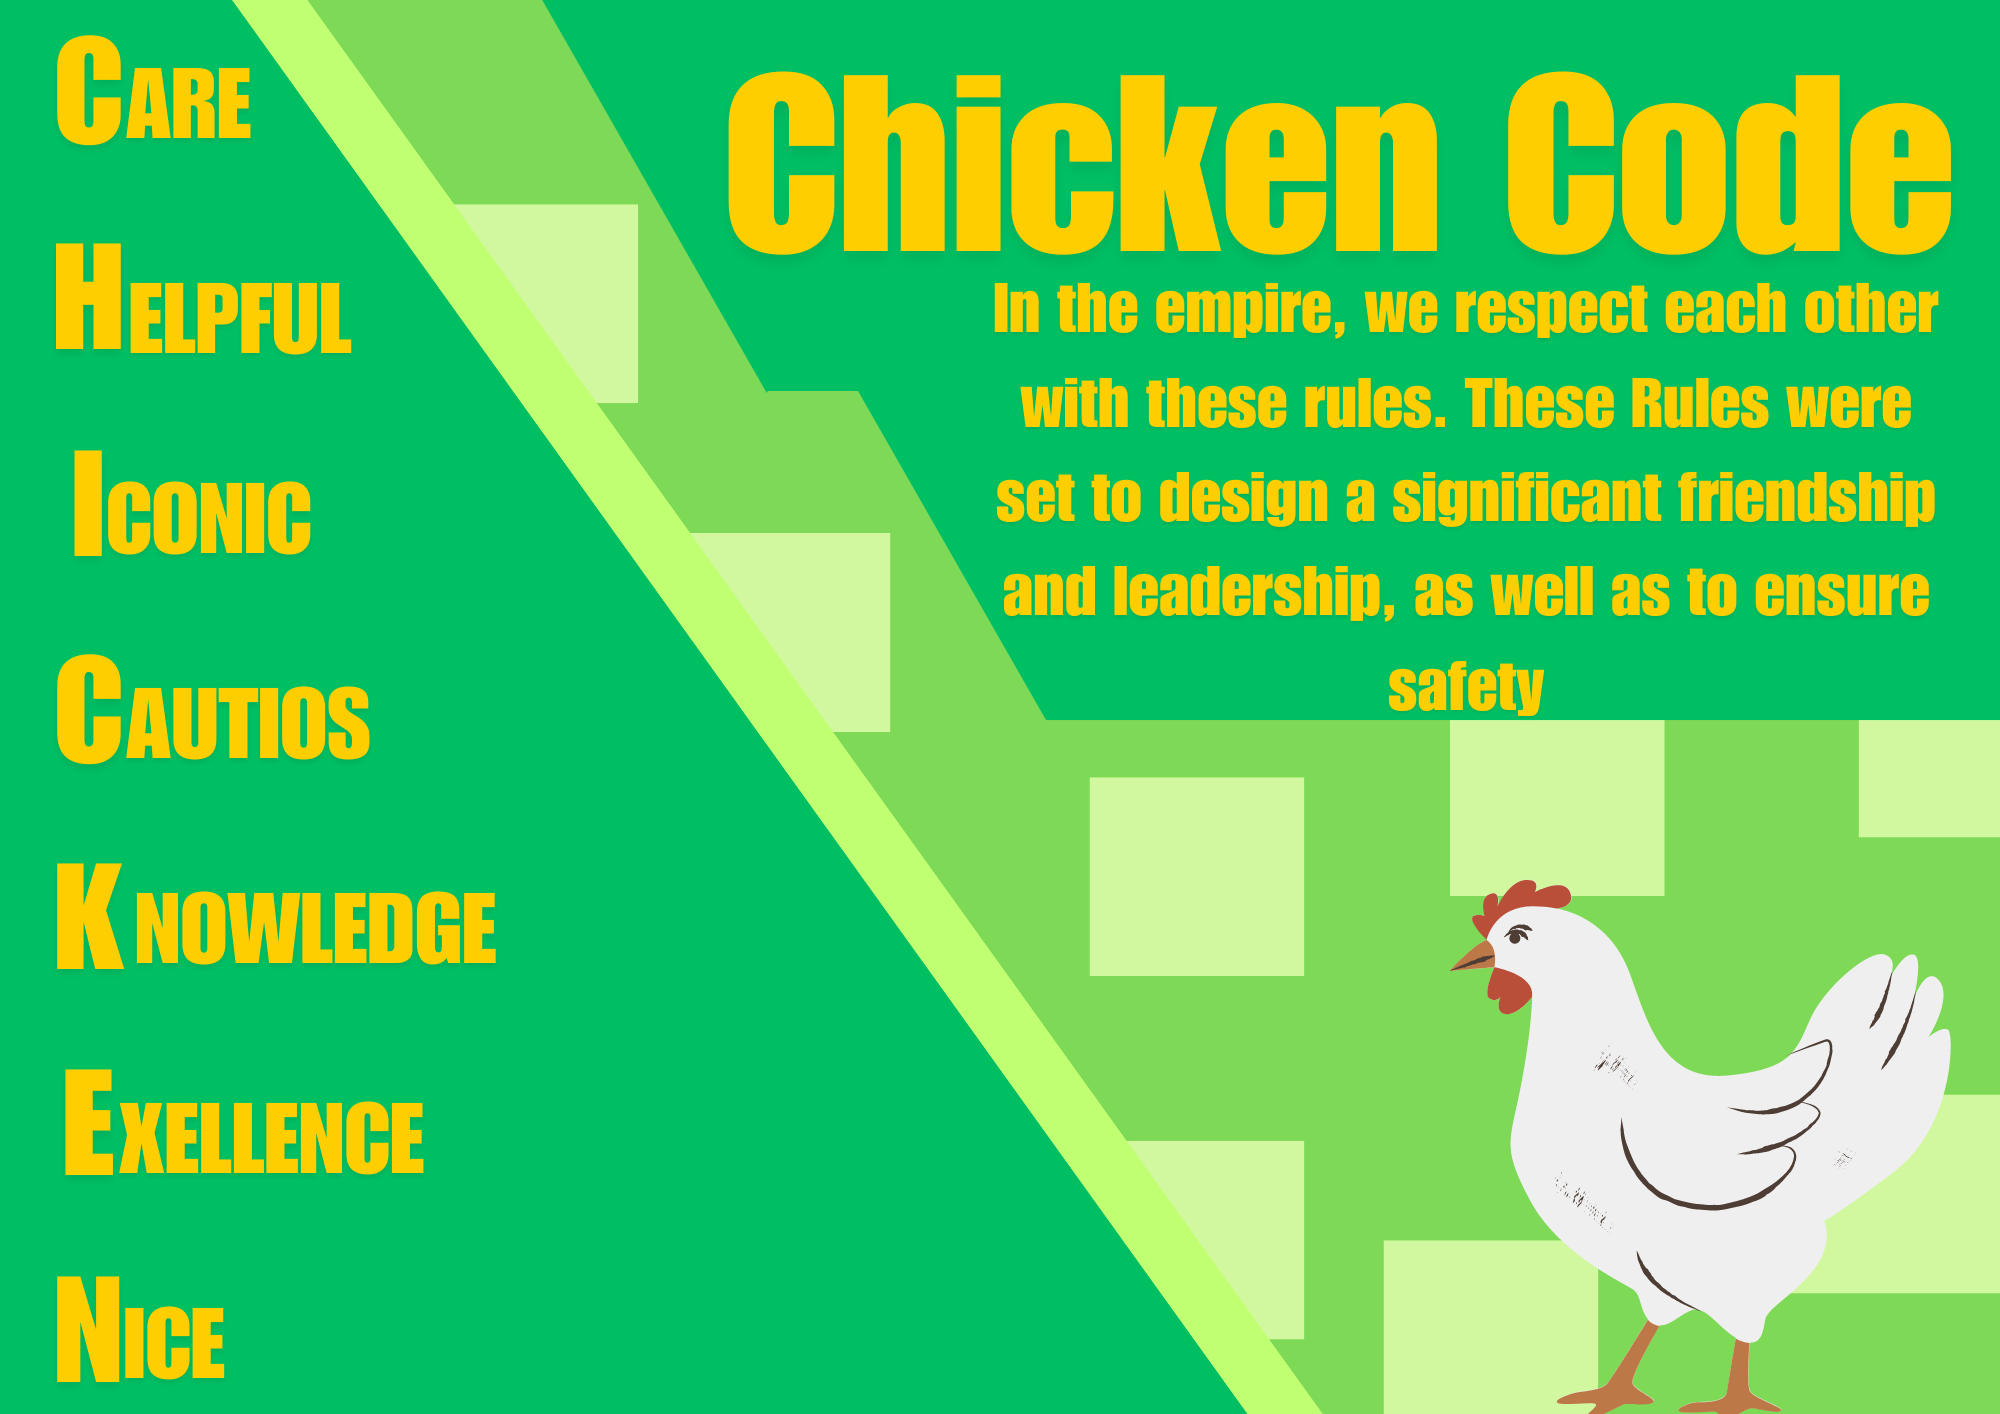 Chicken Code
In the empire, we respect each other
with these rules. These Rules were
set to design a significant friendship
and leadership, as well as to ensure
safety
CARE
HELPFUL
ICONIC
CAUTIOS
KNOWLEDGE
EXELLENCE
NICE